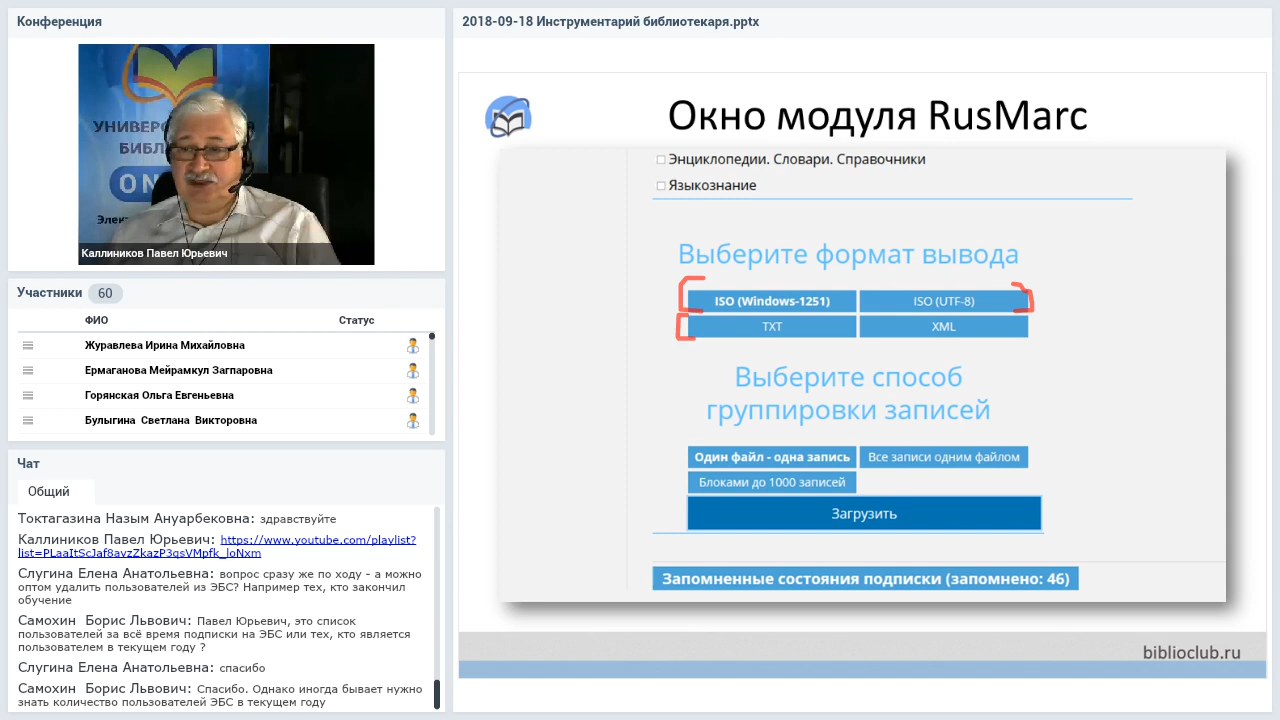 Конференция
УНИВЕРС
БИБЛ
ON
Элек
Каллиников Павел Юрьевич
Участники 60
ФИО Статус
Журавлева Ирина Михайловна
Ермаганова Мейрамкул Загпаровна
Горянская Ольга Евгеньевна
Булыгина Светлана Викторовна
Чат
Общий
Токтагазина Назым Ануарбековна: здравствуйте
Каллиников Павел Юрьевич: https://www.youtube.com/playlist?
Слугина Елена Анатольевна: вопрос сразу же по ходу - а можно
оптом удалить пользователей из ЭБС? Например тех, кто закончил
обучение
Самохин Борис Львович: Павел Юрьевич, это список
пользователей за всё время подписки на ЭБС или тех, кто является
пользователем в текущем году ?
Слугина Елена Анатольевна: спасибо
Самохин Борис Львович: Спасибо. Однако иногда бывает нужно
знать количество пользователей ЭБС в текущем году
2018-09-18 Инструментарий библиотекаря.pptx
Окно модуля RusMarc
Энциклопедии. Словари. Справочники
Языкознание
Выберите формат вывода
ISO (Windows-1251) ISO (UTF-8)
TXT XML
Выберите способ
группировки записей
Один файл - одна запись Все записи одним файлом
Блоками до 1000 записей
Загрузить
Запомненные состояния подписки (запомнено: 46)
biblioclub.ru